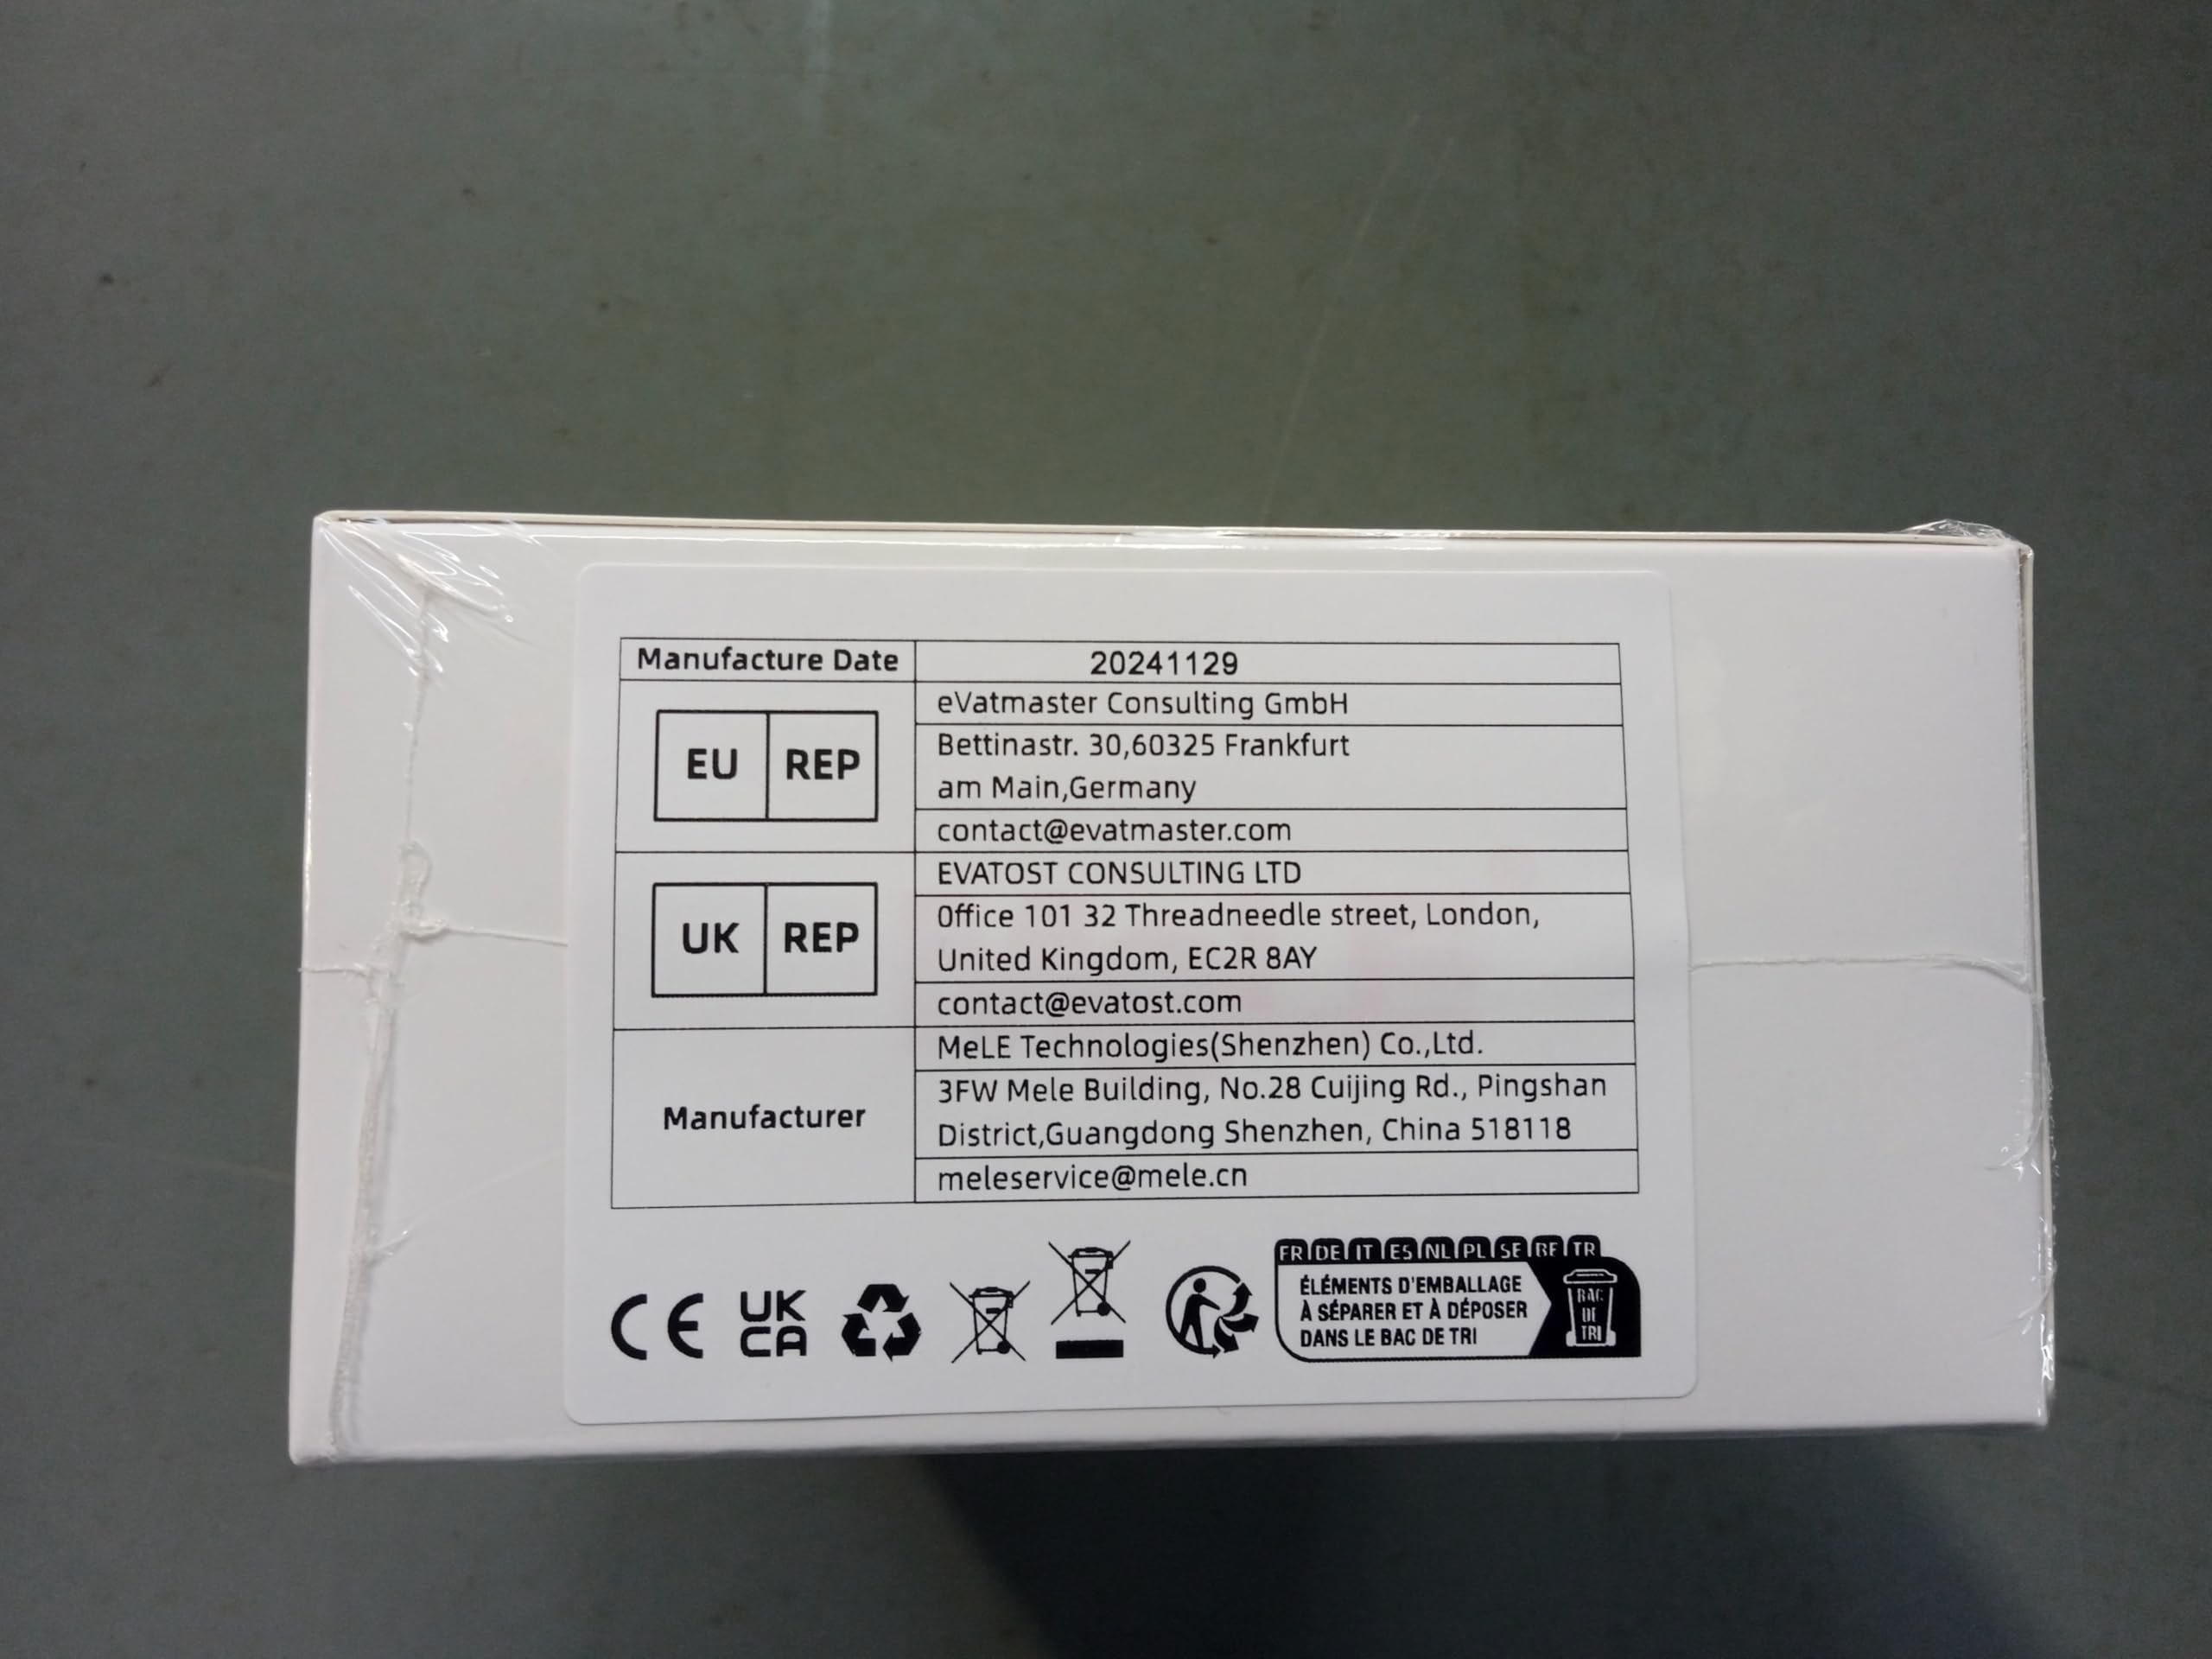 Manufacture Date 20241129
EU REP
eVatmaster Consulting GmbH
Bettinastr. 30,60325 Frankfurt
am Main,Germany
contact@evatmaster.com
UK REP
EVATOST CONSULTING LTD
Office 101 32 Threadneedle street, London,
United Kingdom, EC2R 8AY
contact@evatost.com
Manufacturer
MeLE Technologies(Shenzhen) Co.,Ltd.
3FW Mele Building, No.28 Cuijing Rd., Pingshan
District,Guangdong Shenzhen, China 518118
meleservice@mele.cn
CE
UK
CA
FR DE IT ES NL PL SE BE TR
ÉLÉMENTS D'EMBALLAGE
À SÉPARER ET À DÉPOSER
DANS LE BAC DE TRI
BAC
DE
TRI